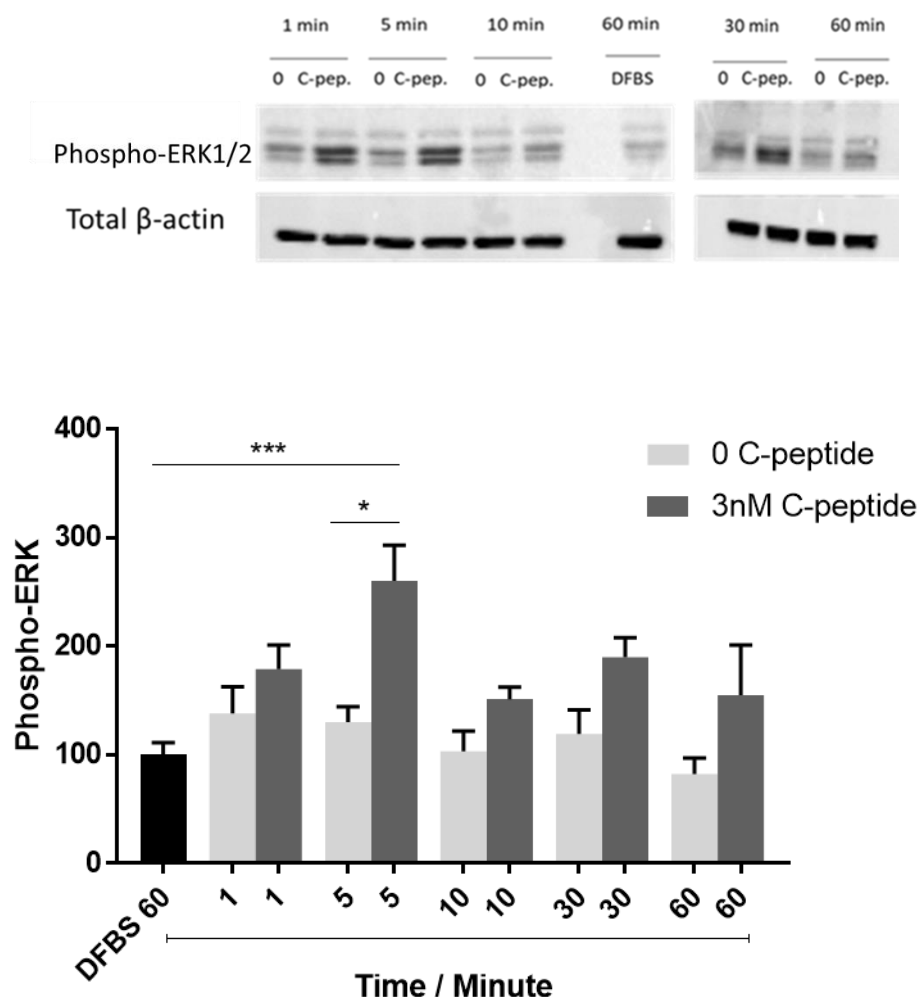 1 min 5 min 10 min 60 min 30 min 60 min
0 C-pep. 0 C-pep. 0 C-pep. DFBS 0 C-pep. 0 C-pep.
Phospho-ERK1/2
Total β-actin
400
300
200
100
0
Phospho-ERK
***
*
0 C-peptide
3nM C-peptide
DFBS 60 1 1 5 5 10 10 30 30 60 60
Time / Minute